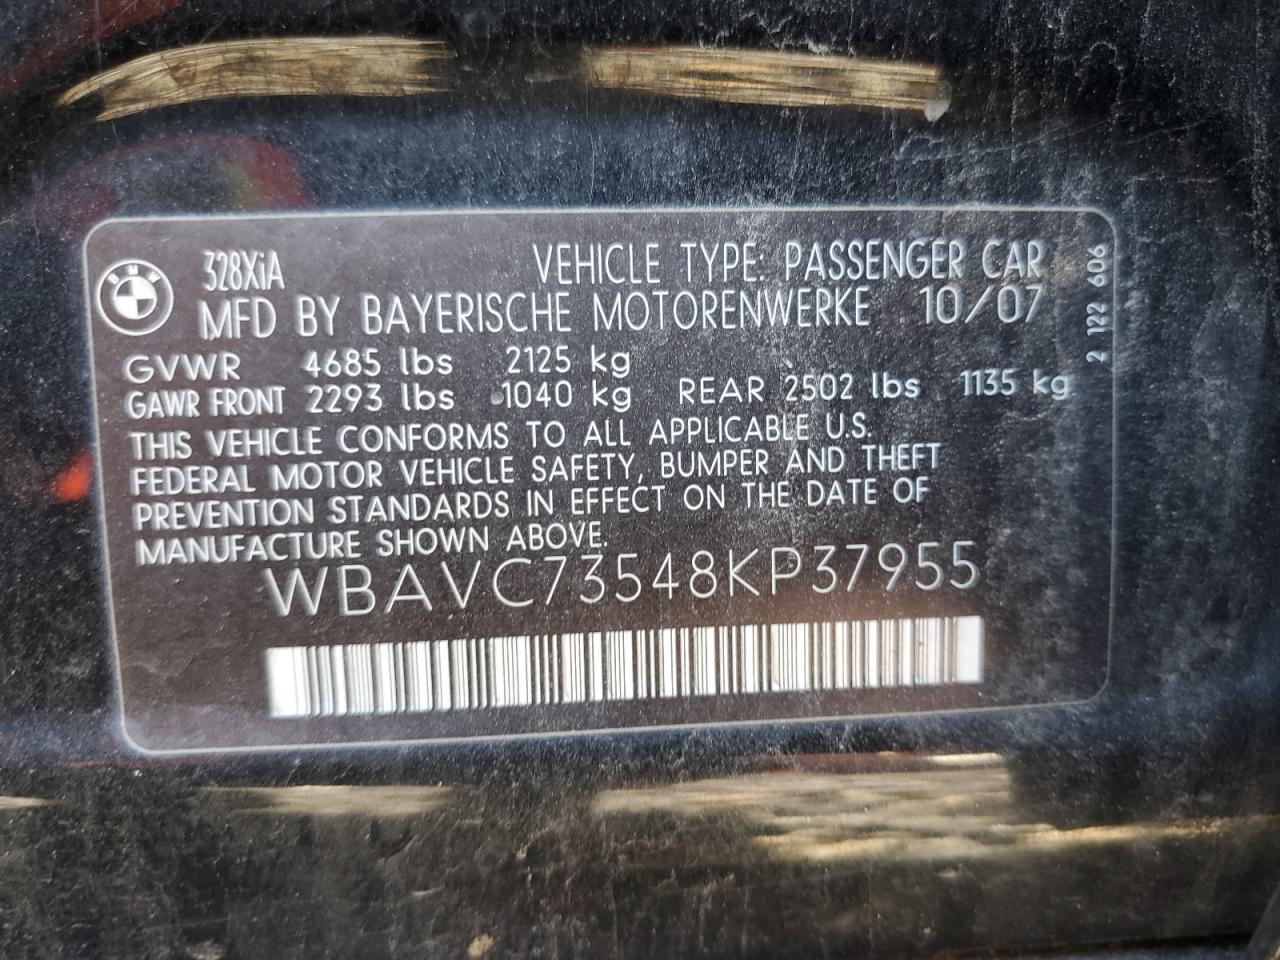 BMW
328XiA VEHICLE TYPE: PASSENGER CAR
MFD BY BAYERISCHE MOTORENWERKE 10/07
GVWR 4685 lbs 2125 kg
GAWR FRONT 2293 lbs 1040 kg REAR 2502 lbs 1135 kg
THIS VEHICLE CONFORMS TO ALL APPLICABLE U.S.
FEDERAL MOTOR VEHICLE SAFETY, BUMPER AND THEFT
PREVENTION STANDARDS IN EFFECT ON THE DATE OF
MANUFACTURE SHOWN ABOVE.
WBAVC73548KP37955
2 122 606